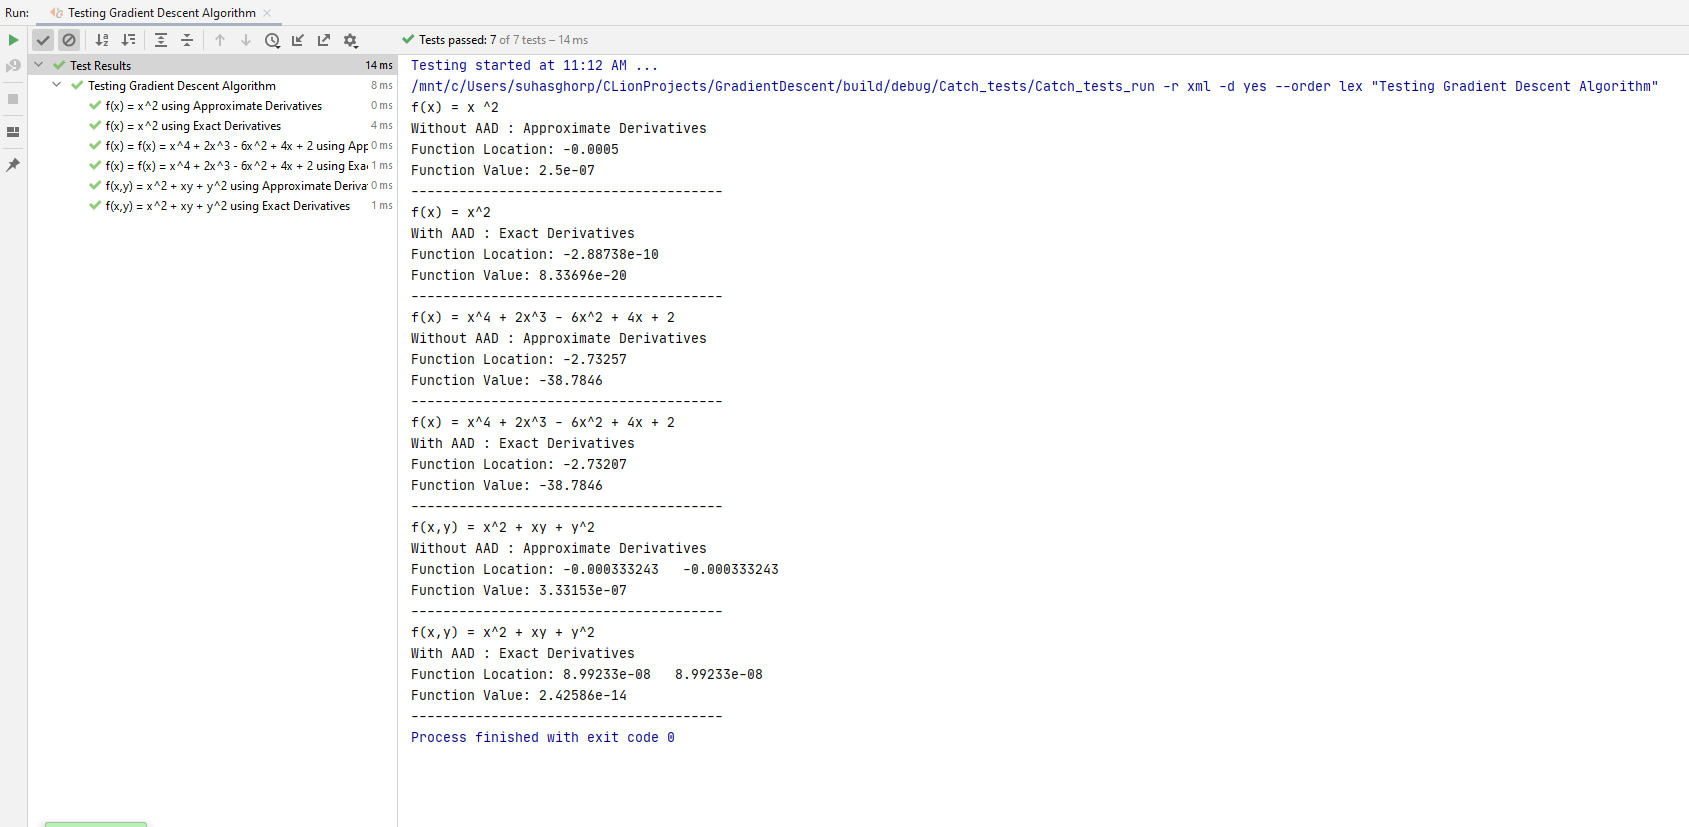 Run: Testing Gradient Descent Algorithm
Tests passed: 7 of 7 tests – 14 ms
Test Results 14 ms
Testing Gradient Descent Algorithm 8 ms
f(x) = x^2 using Approximate Derivatives 0 ms
f(x) = x^2 using Exact Derivatives 4 ms
f(x) = f(x) = x^4 + 2x^3 - 6x^2 + 4x + 2 using App 0 ms
f(x) = f(x) = x^4 + 2x^3 - 6x^2 + 4x + 2 using Exa 1 ms
f(x,y) = x^2 + xy + y^2 using Approximate Deriva 0 ms
f(x,y) = x^2 + xy + y^2 using Exact Derivatives 1 ms
Testing started at 11:12 AM ...
/mnt/c/Users/suhasghorp/CLionProjects/GradientDescent/build/debug/Catch_tests/Catch_tests_run -r xml -d yes --order lex "Testing Gradient Descent Algorithm"
f(x) = x ^2
Without AAD : Approximate Derivatives
Function Location: -0.0005
Function Value: 2.5e-07
---------------------------------------
f(x) = x^2
With AAD : Exact Derivatives
Function Location: -2.88738e-10
Function Value: 8.33696e-20
---------------------------------------
f(x) = x^4 + 2x^3 - 6x^2 + 4x + 2
Without AAD : Approximate Derivatives
Function Location: -2.73257
Function Value: -38.7846
---------------------------------------
f(x) = x^4 + 2x^3 - 6x^2 + 4x + 2
With AAD : Exact Derivatives
Function Location: -2.73207
Function Value: -38.7846
---------------------------------------
f(x,y) = x^2 + xy + y^2
Without AAD : Approximate Derivatives
Function Location: -0.000333243   -0.000333243
Function Value: 3.33153e-07
---------------------------------------
f(x,y) = x^2 + xy + y^2
With AAD : Exact Derivatives
Function Location: 8.99233e-08   8.99233e-08
Function Value: 2.42586e-14
---------------------------------------
Process finished with exit code 0